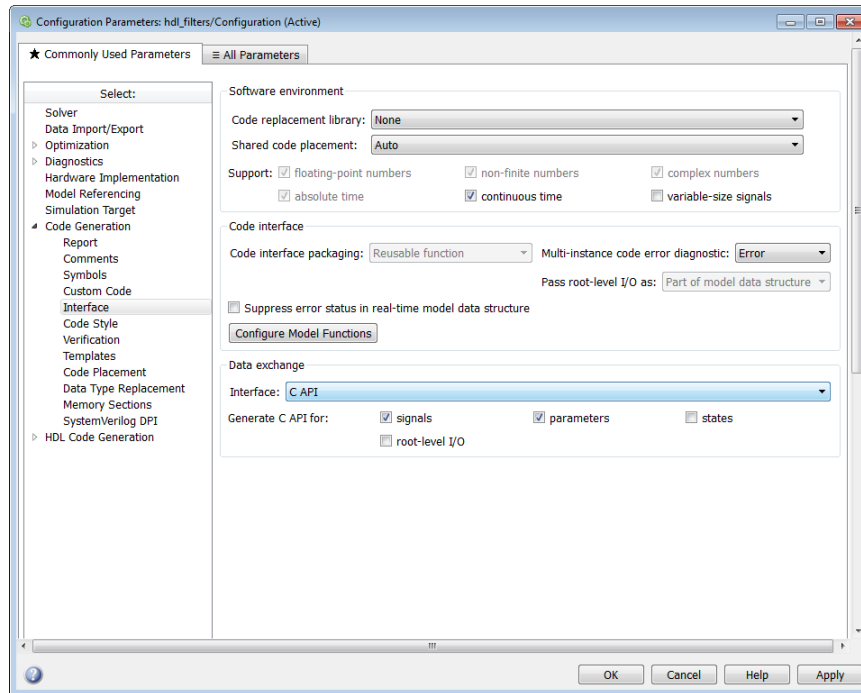 Configuration Parameters: hdl_filters/Configuration (Active)
★ Commonly Used Parameters
≡ All Parameters
Select:
Solver
Data Import/Export
Optimization
Diagnostics
Hardware Implementation
Model Referencing
Simulation Target
Code Generation
Report
Comments
Symbols
Custom Code
Interface
Code Style
Verification
Templates
Code Placement
Data Type Replacement
Memory Sections
SystemVerilog DPI
HDL Code Generation
Software environment
Code replacement library: None
Shared code placement: Auto
Support: floating-point numbers non-finite numbers complex numbers
absolute time continuous time variable-size signals
Code interface
Code interface packaging: Reusable function Multi-instance code error diagnostic: Error
Pass root-level I/O as: Part of model data structure
Suppress error status in real-time model data structure
Configure Model Functions
Data exchange
Interface: C API
Generate C API for: signals parameters states
root-level I/O
OK Cancel Help Apply